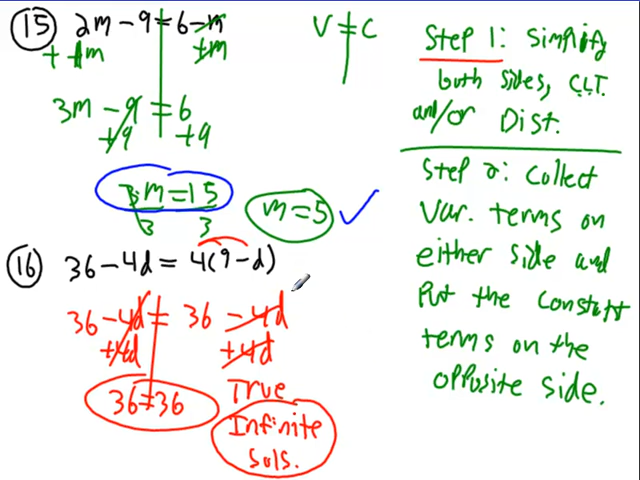 15 2m - 9 = 6 - m
+ 1m +m
3m - 9 = 6
+9 +9
3m = 15
3 3
m = 5
16 36 - 4d = 4(9 - d)
36 - 4d = 36 - 4d
+4d +4d
36 = 36
True
Infinite
Sols.
V = C
Step 1: Simplify
both sides, C.L.T.
and/or Dist.
Step 2: Collect
Var. terms on
either side and
Put the Constant
terms on the
opposite side.